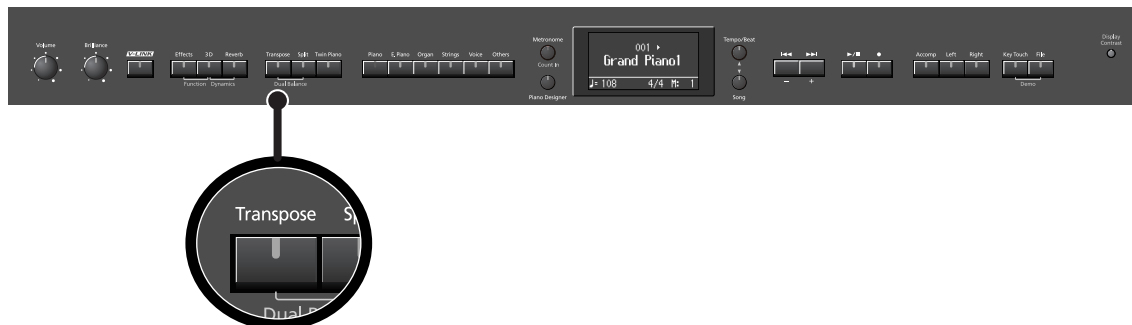 Volume
Brilliance
V-LINK
Effects 3D Reverb
Function Dynamics
Transpose Split Twin Piano
Dual Balance
Piano E. Piano Organ Strings Voice Others
Metronome
Count In
Piano Designer
001
Grand Piano1
♩= 108 4/4 M: 1
Tempo/Beat
Song
− +
Accomp Left Right
Key Touch File
Demo
Display
Contrast
Transpose Sp
Dual B